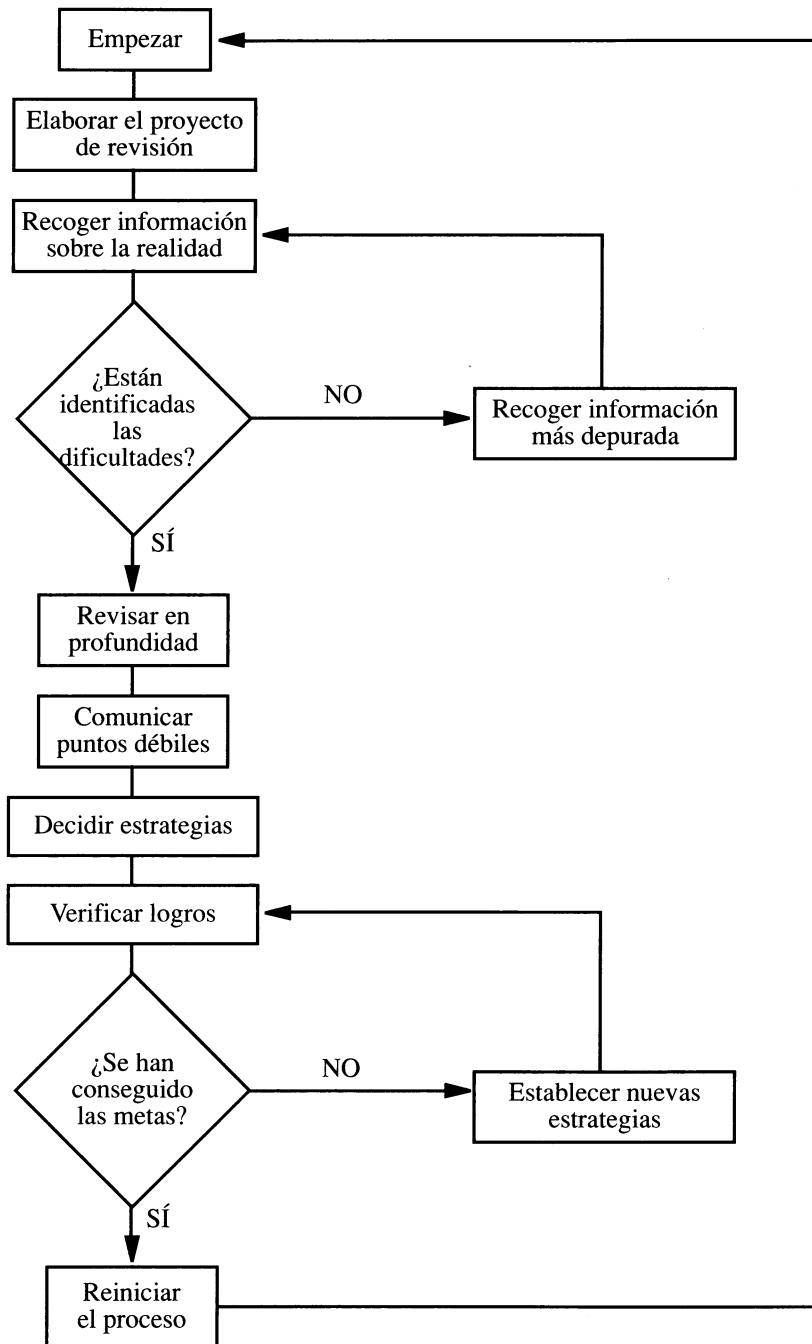 Empezar
Elaborar el proyecto
de revisión
Recoger información
sobre la realidad
¿Están
identificadas
las
dificultades?
NO
Recoger información
más depurada
SÍ
Revisar en
profundidad
Comunicar
puntos débiles
Decidir estrategias
Verificar logros
¿Se han
conseguido
las metas?
NO
Establecer nuevas
estrategias
SÍ
Reiniciar
el proceso